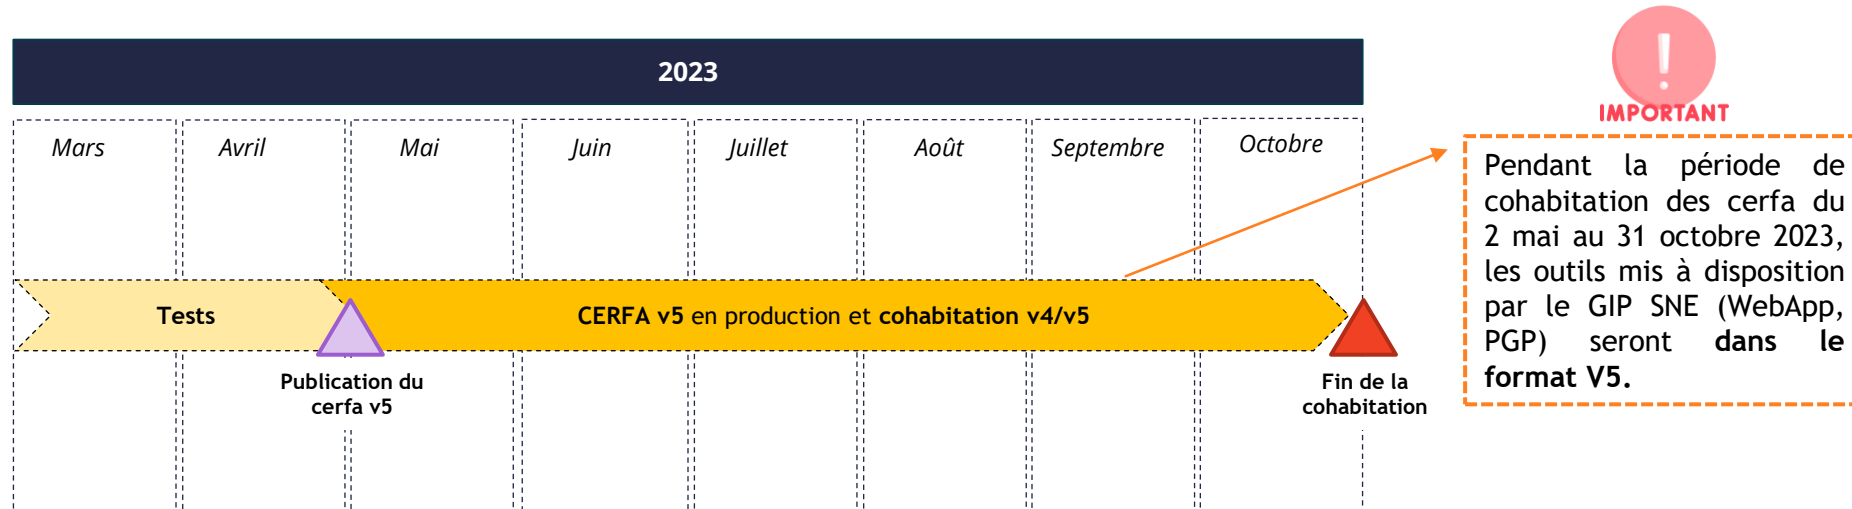 2023
IMPORTANT
Mars
Avril
Mai
Juin
Juillet
Août
Septembre
Octobre
Pendant la période de
cohabitation des cerfa du
2 mai au 31 octobre 2023,
les outils mis à disposition
par le GIP SNE (WebApp,
PGP) seront dans le
format V5.
Tests
CERFA v5 en production et cohabitation v4/v5
Publication du
cerfa v5
Fin de la
cohabitation